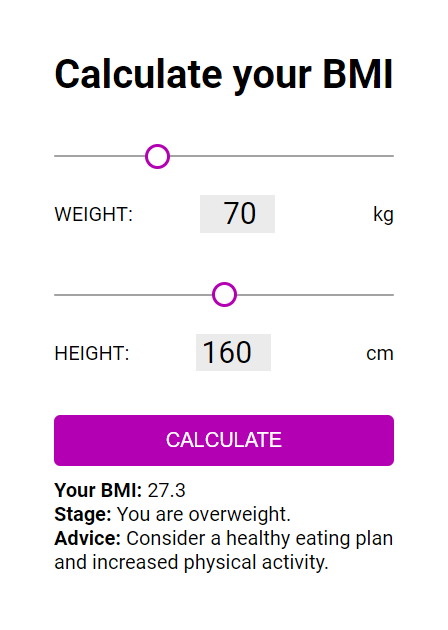 Calculate your BMI
WEIGHT: 70 kg
HEIGHT: 160 cm
CALCULATE
Your BMI: 27.3
Stage: You are overweight.
Advice: Consider a healthy eating plan
and increased physical activity.